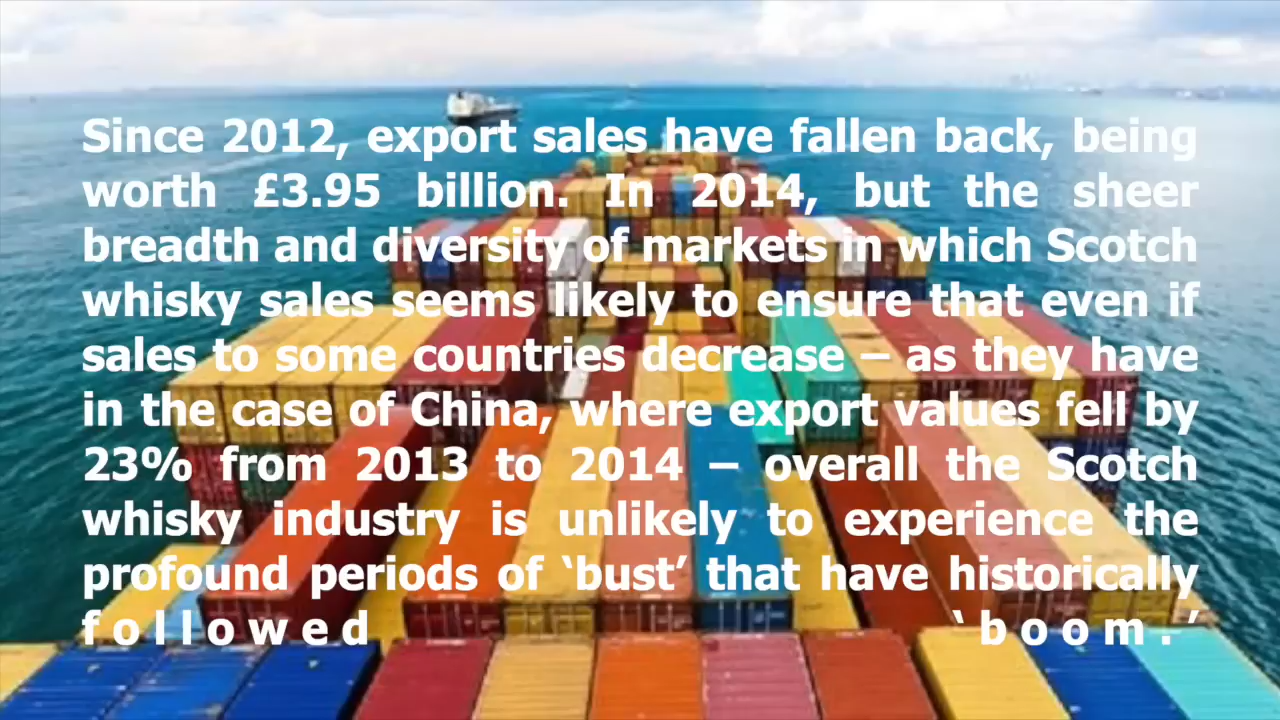 Since 2012, export sales have fallen back, being
worth £3.95 billion. In 2014, but the sheer
breadth and diversity of markets in which Scotch
whisky sales seems likely to ensure that even if
sales to some countries decrease – as they have
in the case of China, where export values fell by
23% from 2013 to 2014 – overall the Scotch
whisky industry is unlikely to experience the
profound periods of ‘bust’ that have historically
followed ‘boom.’